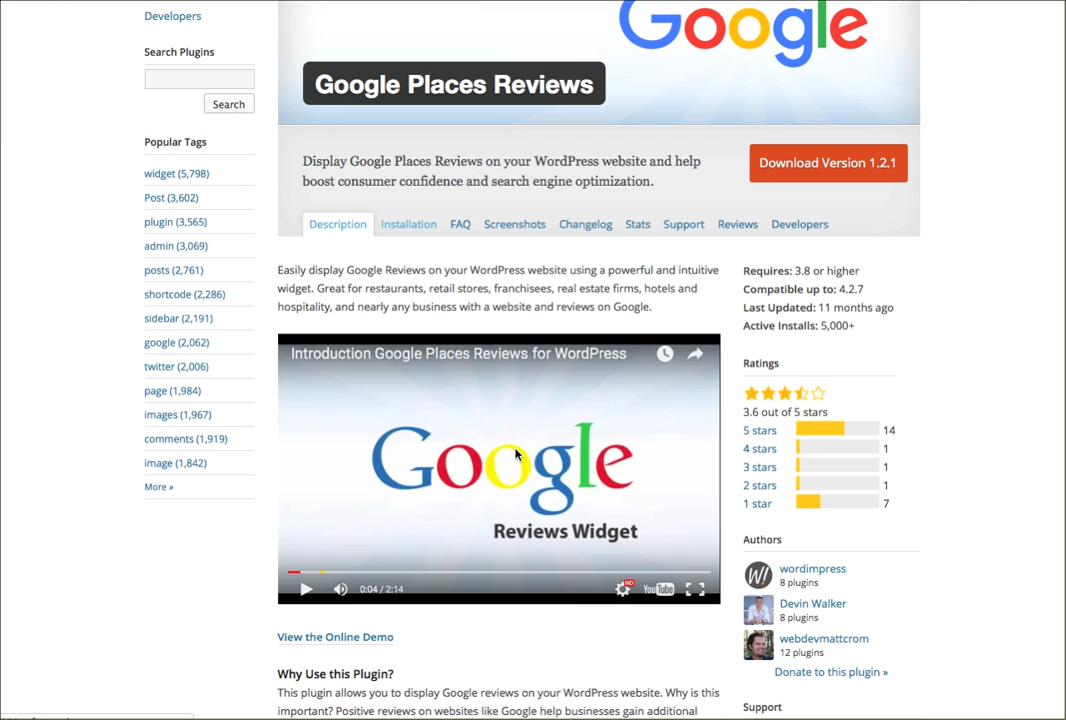 Developers
Search Plugins
Search
Popular Tags
widget (5,798)
Post (3,602)
plugin (3,565)
admin (3,069)
posts (2,761)
shortcode (2,286)
sidebar (2,191)
google (2,062)
twitter (2,006)
page (1,984)
images (1,967)
comments (1,919)
image (1,842)
More »
Google
Google Places Reviews
Display Google Places Reviews on your WordPress website and help
boost consumer confidence and search engine optimization.
Download Version 1.2.1
Description Installation FAQ Screenshots Changelog Stats Support Reviews Developers
Easily display Google Reviews on your WordPress website using a powerful and intuitive
widget. Great for restaurants, retail stores, franchisees, real estate firms, hotels and
hospitality, and nearly any business with a website and reviews on Google.
Introduction Google Places Reviews for WordPress
Google
Reviews Widget
0:04 / 2:14
HD
YouTube
View the Online Demo
Why Use this Plugin?
This plugin allows you to display Google reviews on your WordPress website. Why is this
important? Positive reviews on websites like Google help businesses gain additional
Requires: 3.8 or higher
Compatible up to: 4.2.7
Last Updated: 11 months ago
Active Installs: 5,000+
Ratings
3.6 out of 5 stars
5 stars 14
4 stars 1
3 stars 1
2 stars 1
1 star 7
Authors
W!
wordimpress
8 plugins
Devin Walker
8 plugins
webdevmattcrom
12 plugins
Donate to this plugin »
Support